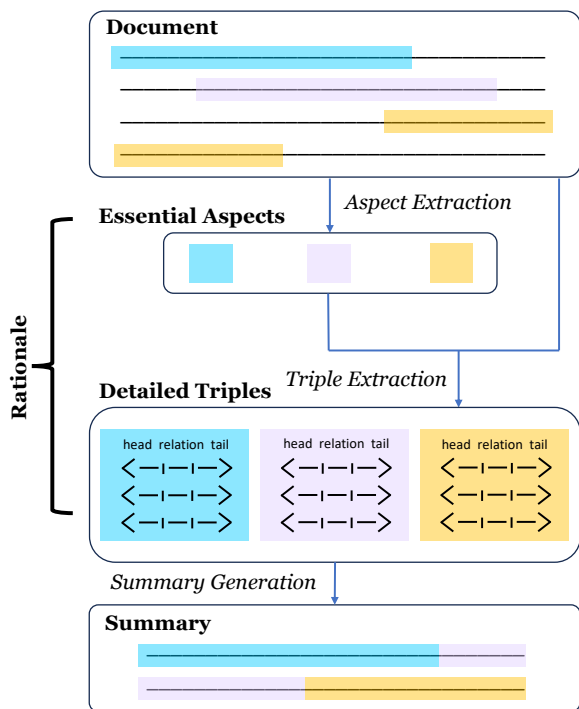 Document
Aspect Extraction
Essential Aspects
Rationale
Triple Extraction
Detailed Triples
head relation tail head relation tail head relation tail
Summary Generation
Summary